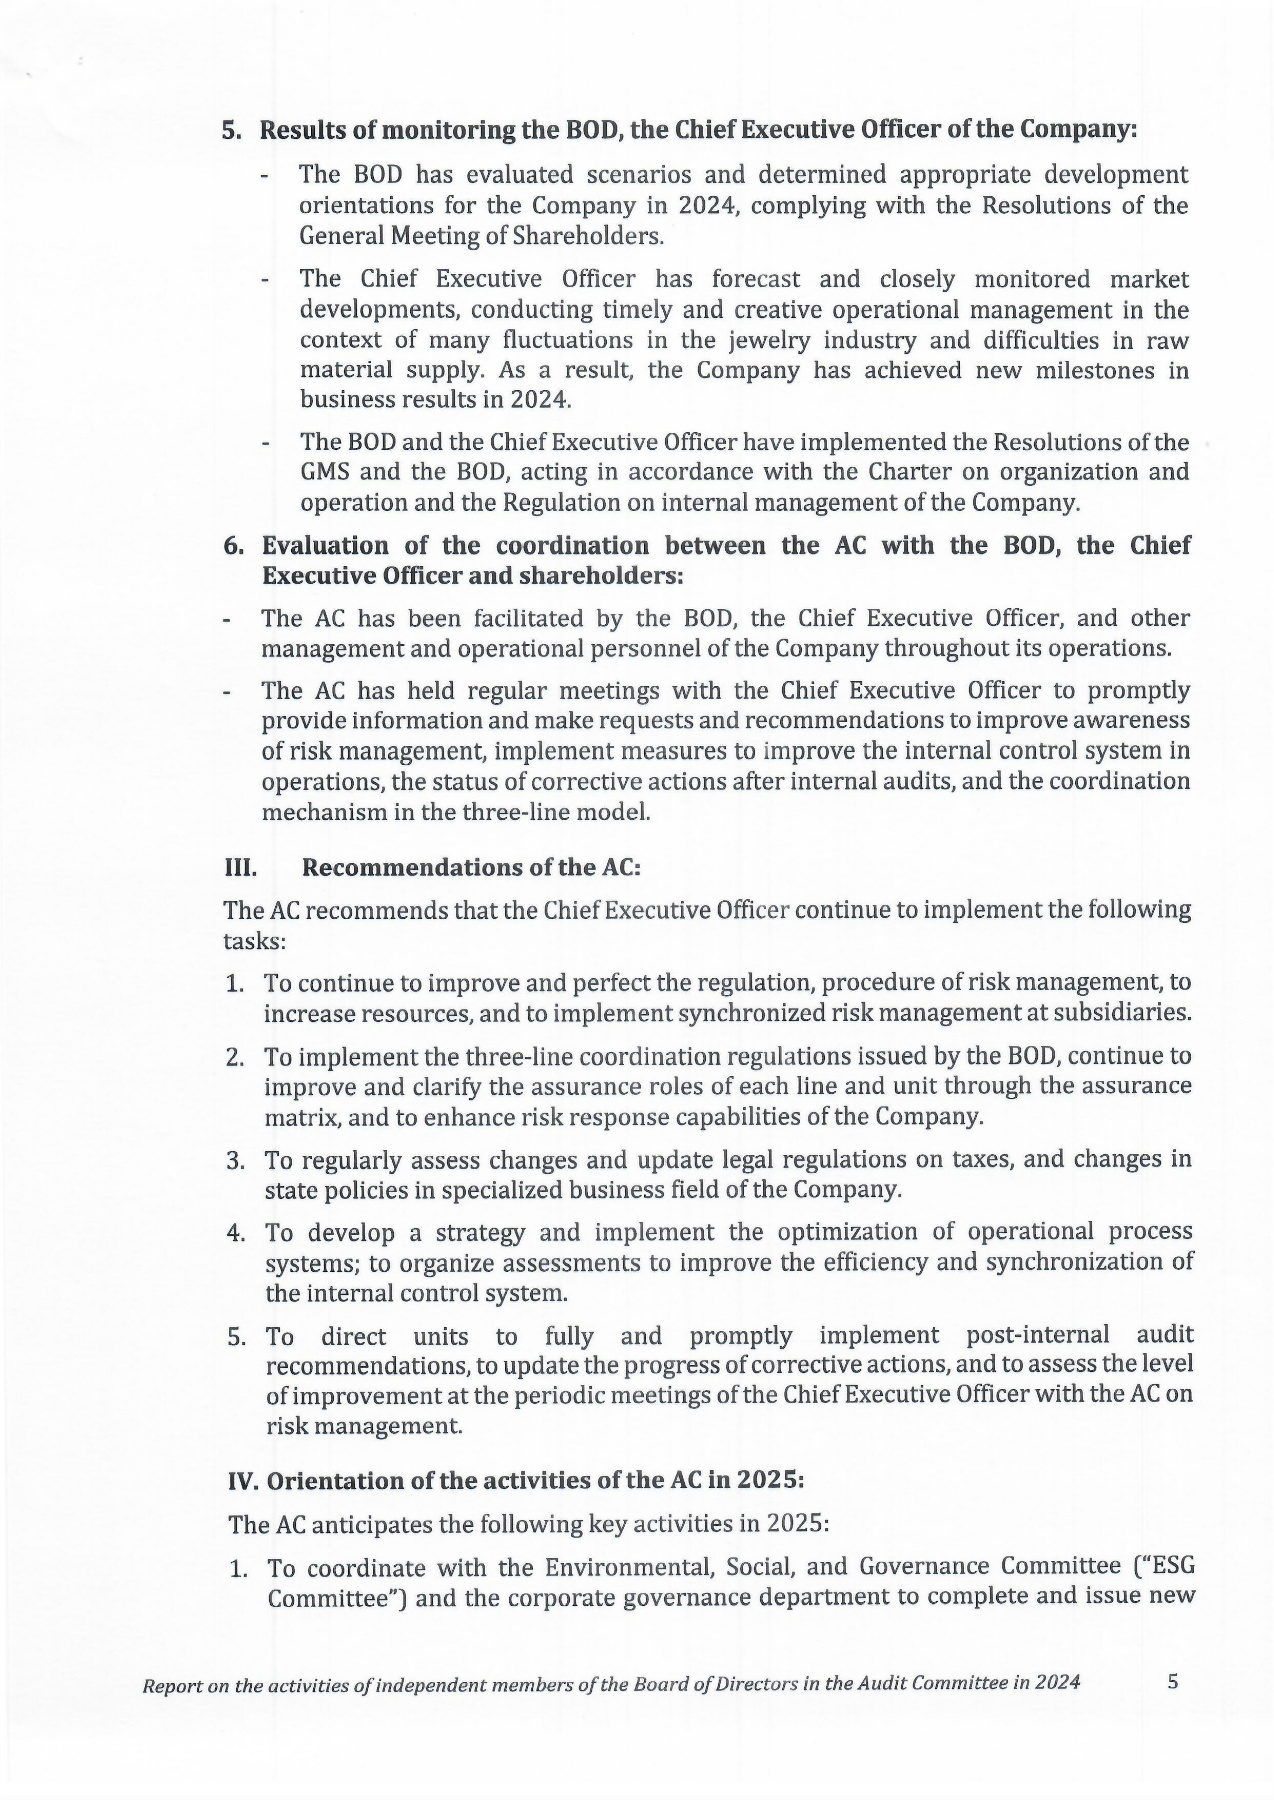 5. Results of monitoring the BOD, the Chief Executive Officer of the Company:
- The BOD has evaluated scenarios and determined appropriate development
orientations for the Company in 2024, complying with the Resolutions of the
General Meeting of Shareholders.
- The Chief Executive Officer has forecast and closely monitored market
developments, conducting timely and creative operational management in the
context of many fluctuations in the jewelry industry and difficulties in raw
material supply. As a result, the Company has achieved new milestones in
business results in 2024.
- The BOD and the Chief Executive Officer have implemented the Resolutions of the
GMS and the BOD, acting in accordance with the Charter on organization and
operation and the Regulation on internal management of the Company.
6. Evaluation of the coordination between the AC with the BOD, the Chief
Executive Officer and shareholders:
- The AC has been facilitated by the BOD, the Chief Executive Officer, and other
management and operational personnel of the Company throughout its operations.
- The AC has held regular meetings with the Chief Executive Officer to promptly
provide information and make requests and recommendations to improve awareness
of risk management, implement measures to improve the internal control system in
operations, the status of corrective actions after internal audits, and the coordination
mechanism in the three-line model.
III. Recommendations of the AC:
The AC recommends that the Chief Executive Officer continue to implement the following
tasks:
1. To continue to improve and perfect the regulation, procedure of risk management, to
increase resources, and to implement synchronized risk management at subsidiaries.
2. To implement the three-line coordination regulations issued by the BOD, continue to
improve and clarify the assurance roles of each line and unit through the assurance
matrix, and to enhance risk response capabilities of the Company.
3. To regularly assess changes and update legal regulations on taxes, and changes in
state policies in specialized business field of the Company.
4. To develop a strategy and implement the optimization of operational process
systems; to organize assessments to improve the efficiency and synchronization of
the internal control system.
5. To direct units to fully and promptly implement post-internal audit
recommendations, to update the progress of corrective actions, and to assess the level
of improvement at the periodic meetings of the Chief Executive Officer with the AC on
risk management.
IV. Orientation of the activities of the AC in 2025:
The AC anticipates the following key activities in 2025:
1. To coordinate with the Environmental, Social, and Governance Committee ("ESG
Committee") and the corporate governance department to complete and issue new
Report on the activities of independent members of the Board of Directors in the Audit Committee in 2024 5